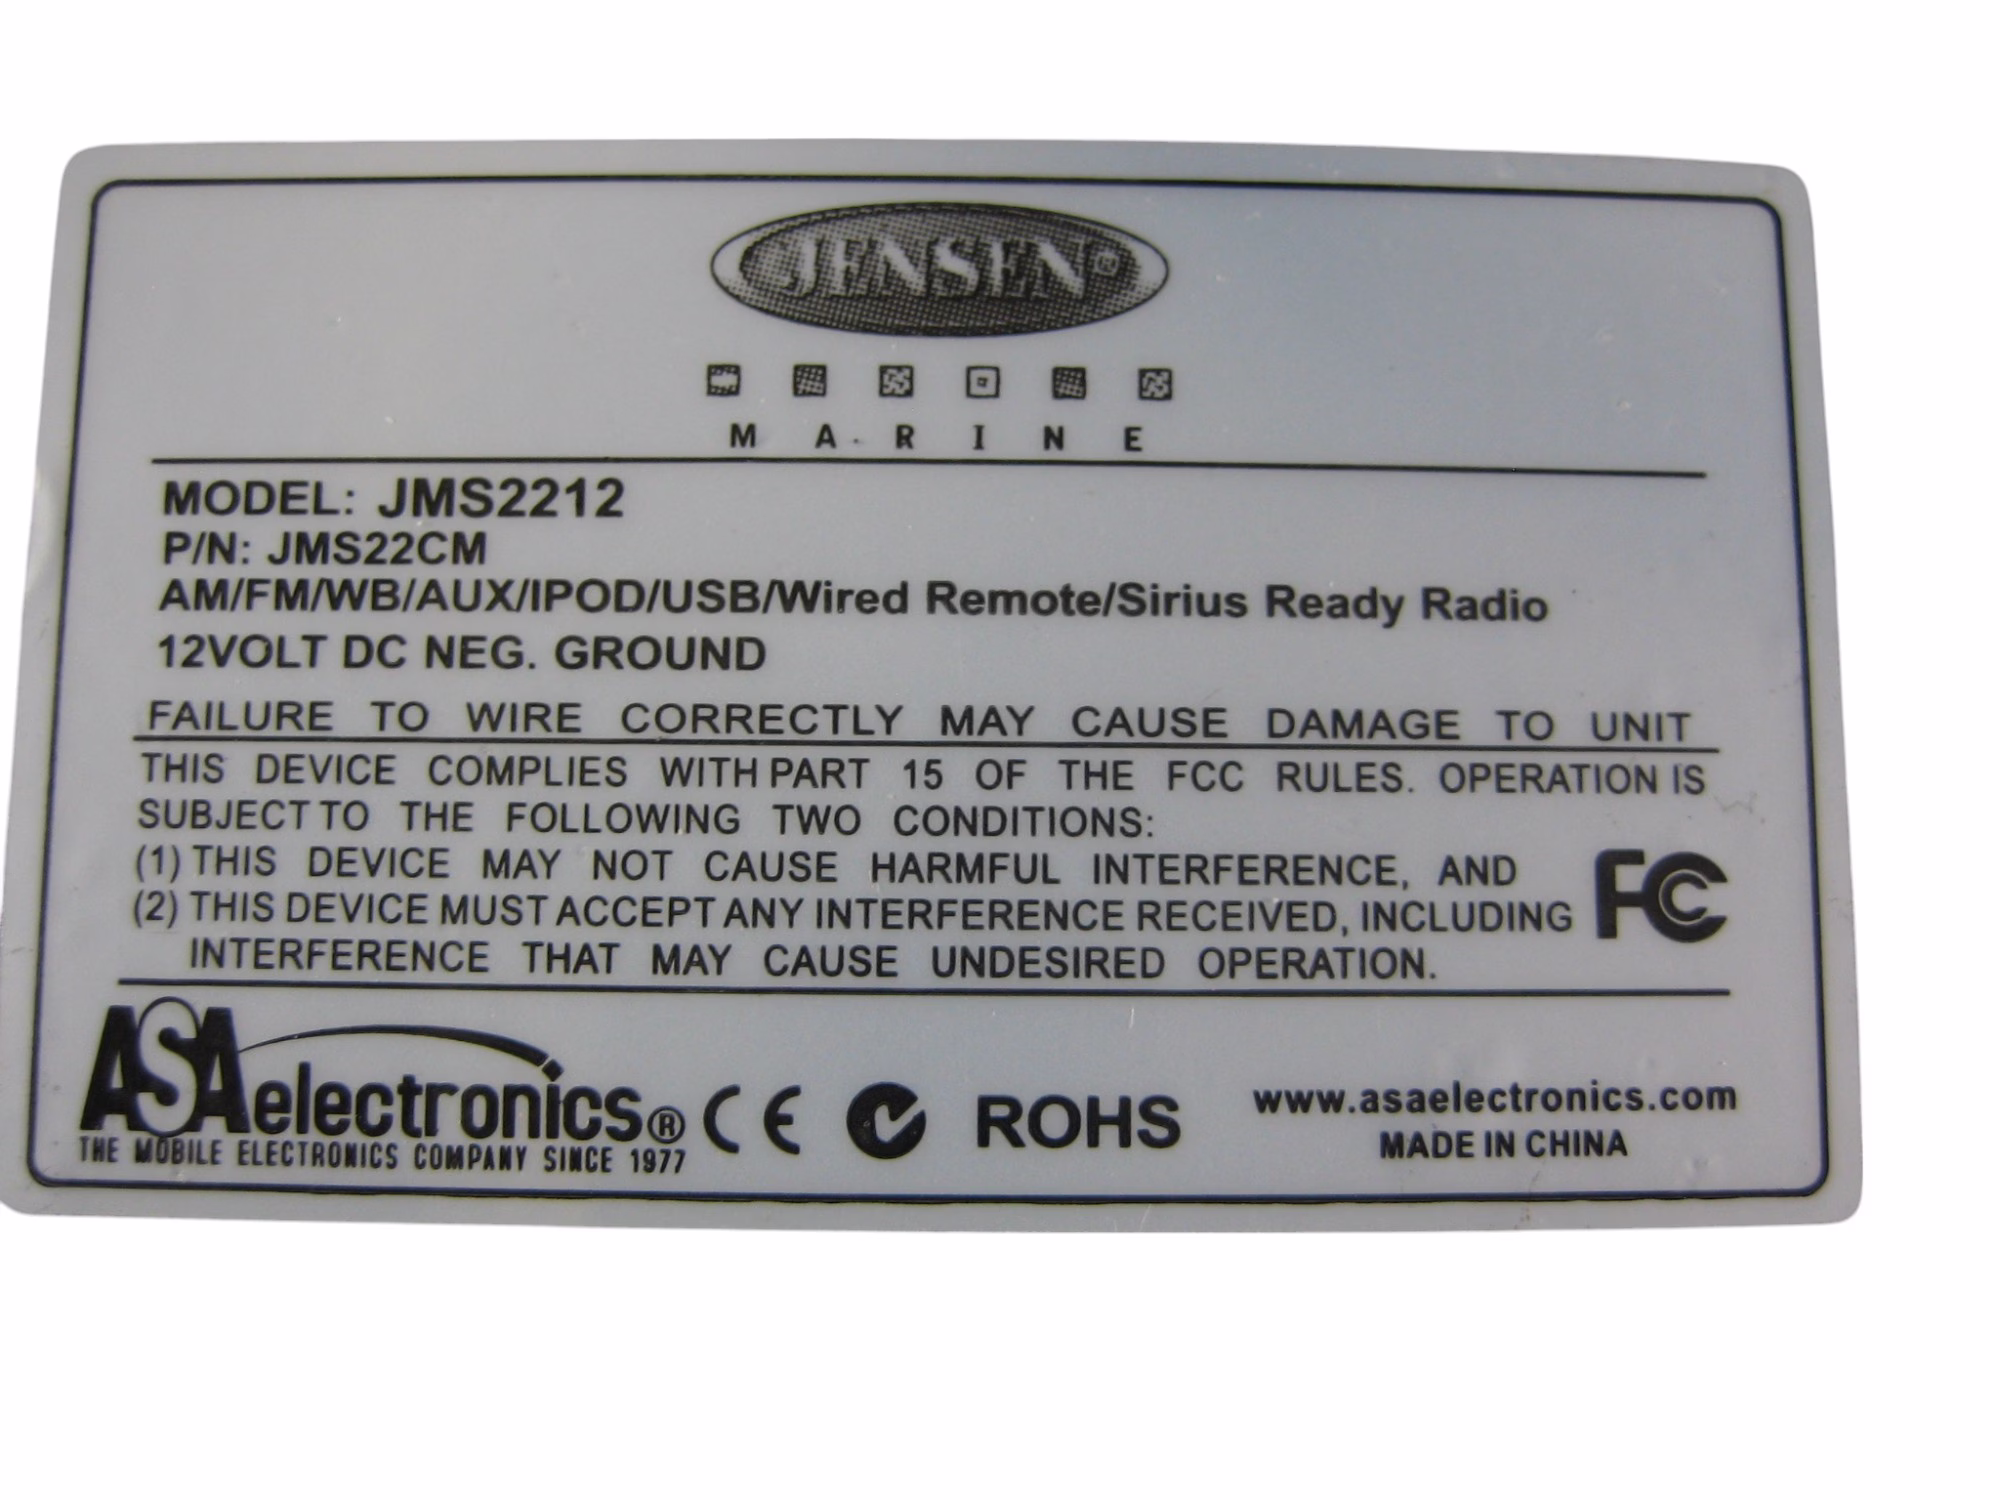 JENSEN®
MARINE
MODEL: JMS2212
P/N: JMS22CM
AM/FM/WB/AUX/IPOD/USB/Wired Remote/Sirius Ready Radio
12VOLT DC NEG. GROUND
FAILURE TO WIRE CORRECTLY MAY CAUSE DAMAGE TO UNIT
THIS DEVICE COMPLIES WITH PART 15 OF THE FCC RULES. OPERATION IS
SUBJECT TO THE FOLLOWING TWO CONDITIONS:
(1) THIS DEVICE MAY NOT CAUSE HARMFUL INTERFERENCE, AND
(2) THIS DEVICE MUST ACCEPT ANY INTERFERENCE RECEIVED, INCLUDING
INTERFERENCE THAT MAY CAUSE UNDESIRED OPERATION.
FC
ASA electronics®
THE MOBILE ELECTRONICS COMPANY SINCE 1977
CE
ROHS
www.asaelectronics.com
MADE IN CHINA